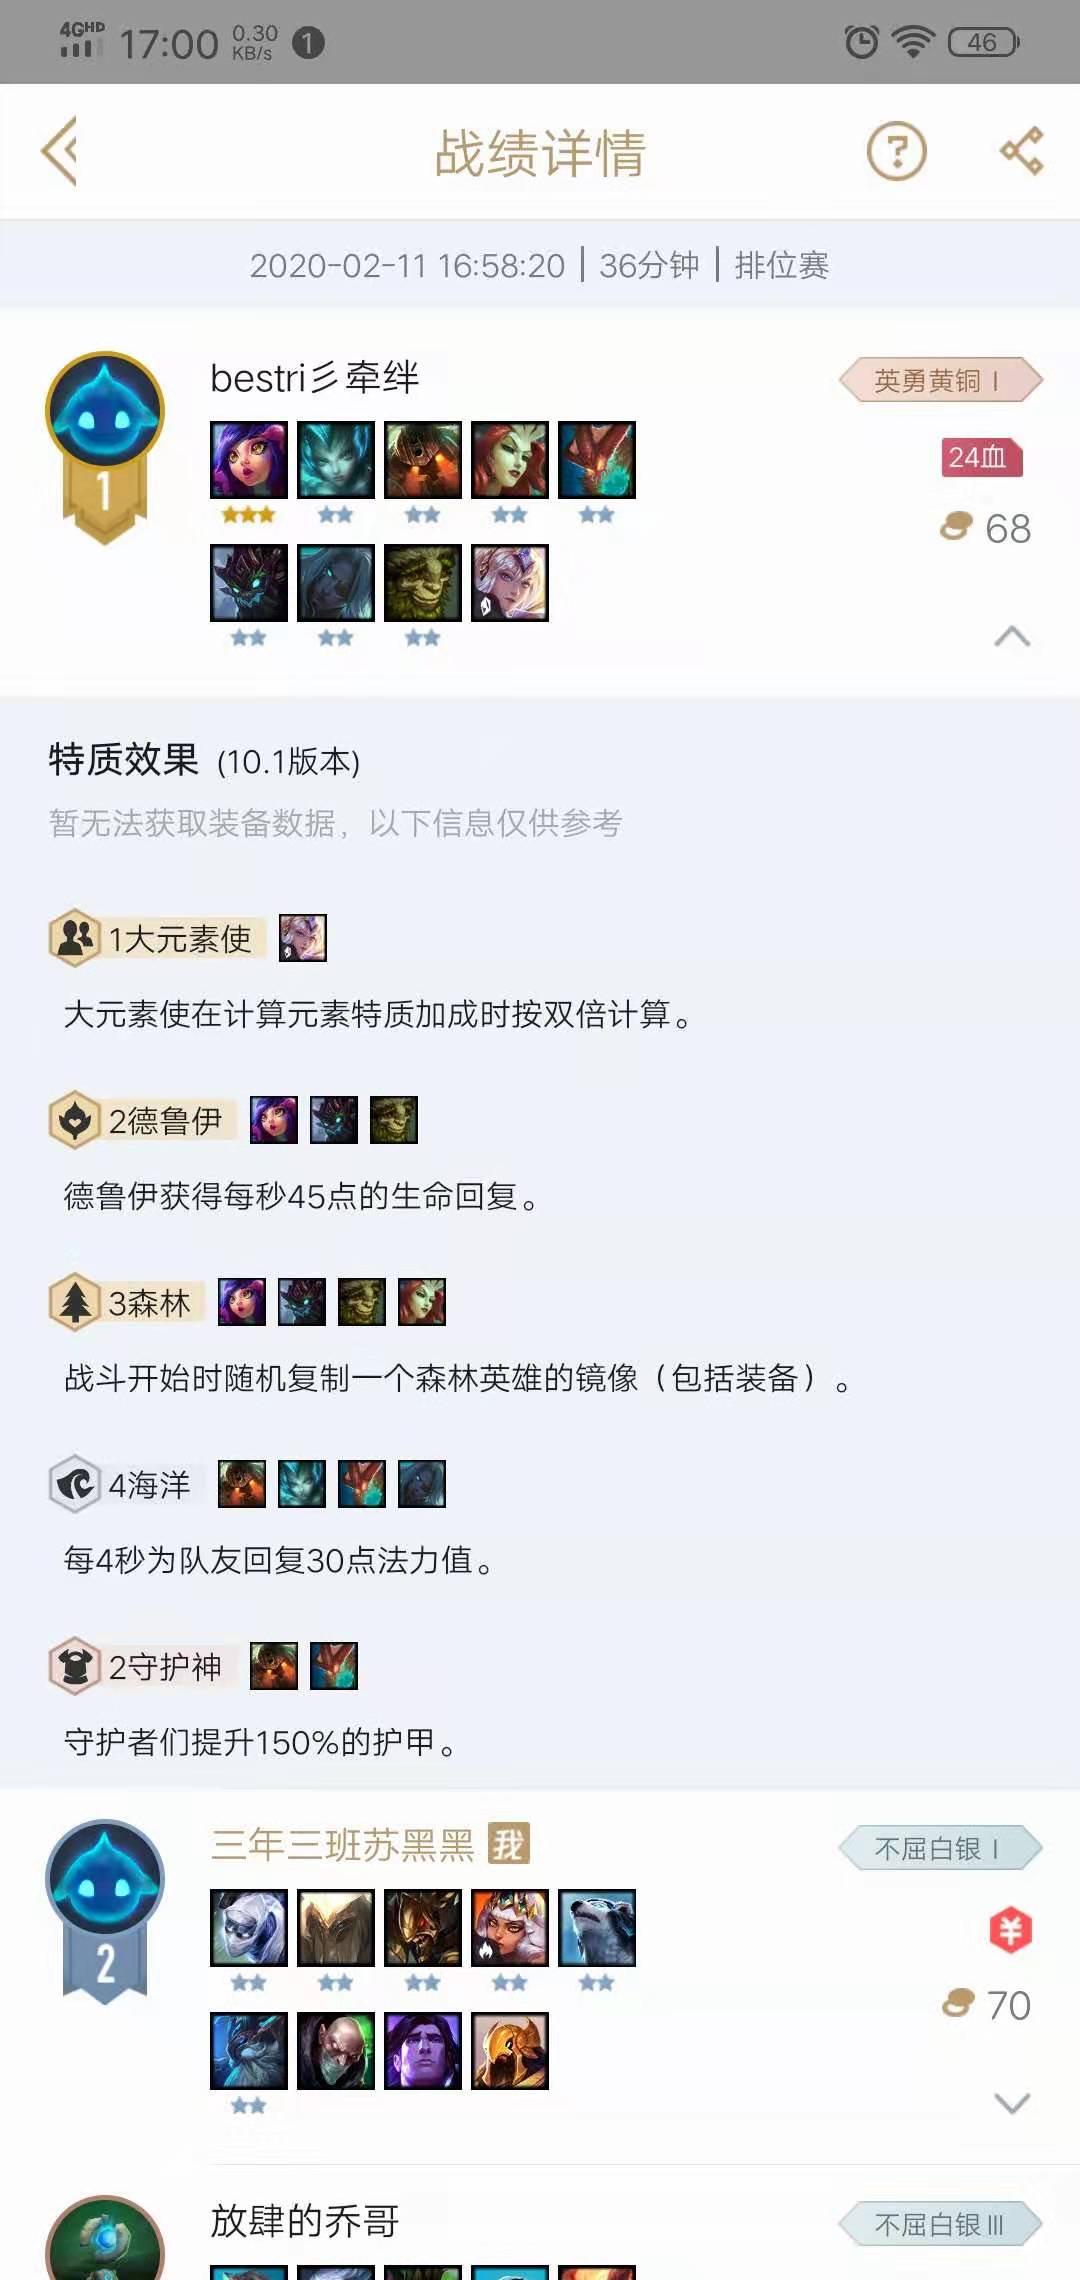 4GHD 17:00 0.30 KB/s 1 46
战绩详情 ?
2020-02-11 16:58:20 | 36分钟 | 排位赛
bestri彡牵绊
英勇黄铜 I
24血
1
68
特质效果 (10.1版本)
暂无法获取装备数据，以下信息仅供参考
1大元素使
大元素使在计算元素特质加成时按双倍计算。
2德鲁伊
德鲁伊获得每秒45点的生命回复。
3森林
战斗开始时随机复制一个森林英雄的镜像（包括装备）。
4海洋
每4秒为队友回复30点法力值。
2守护神
守护者们提升150%的护甲。
三年三班苏黑黑 我
不屈白银 I
¥
2
70
放肆的乔哥
不屈白银 III